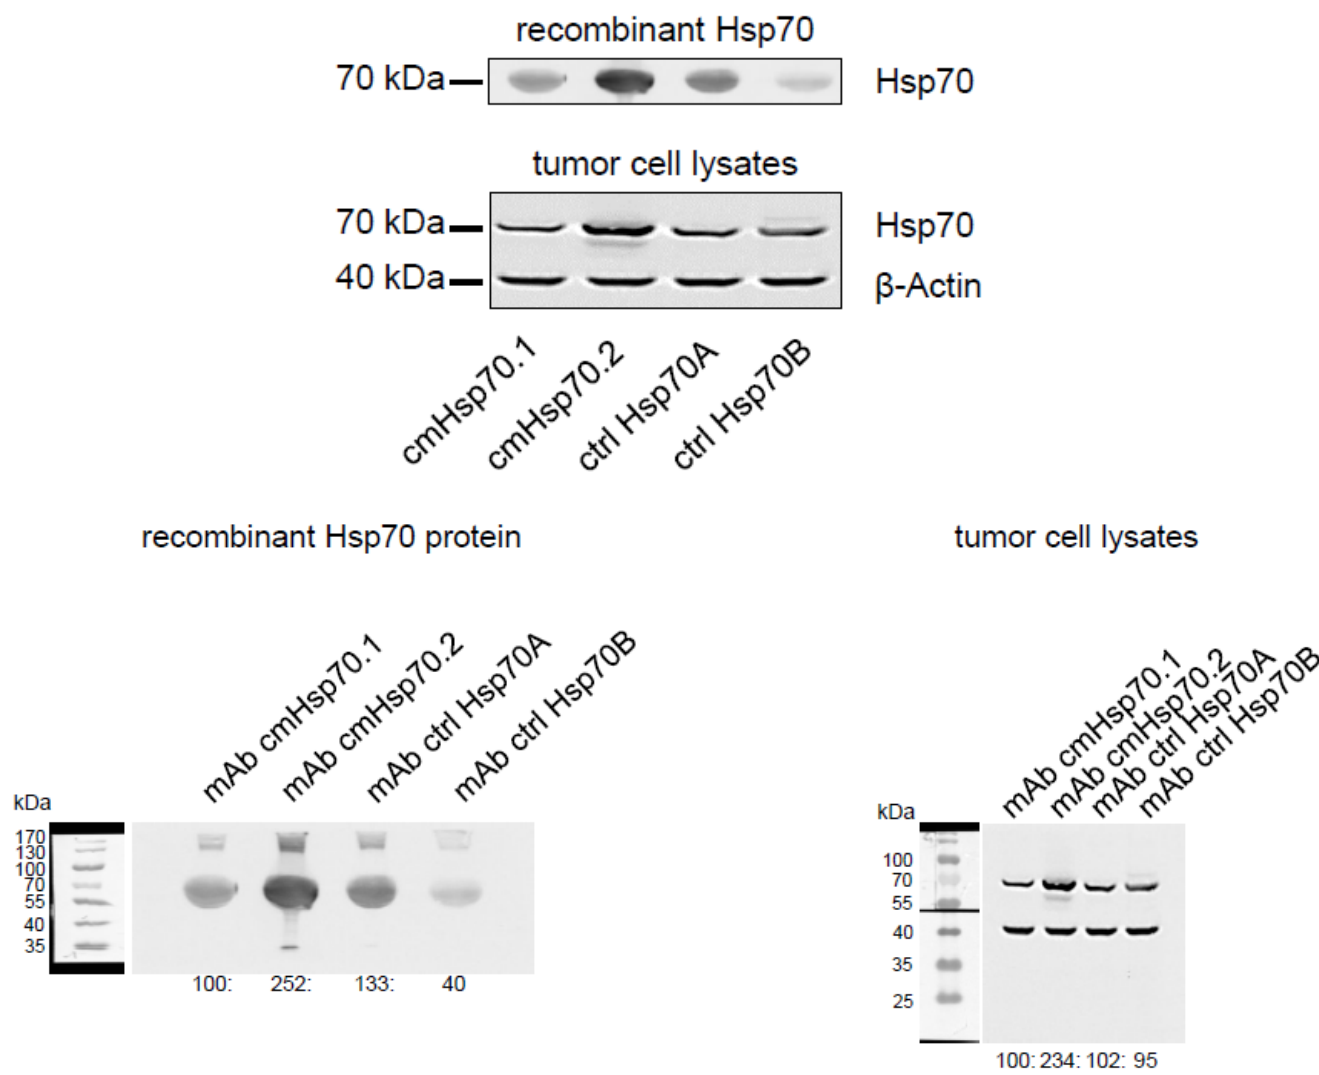 recombinant Hsp70
70 kDa
Hsp70
tumor cell lysates
70 kDa
Hsp70
40 kDa
β-Actin
cmHsp70.1
cmHsp70.2
ctrl Hsp70A
ctrl Hsp70B
recombinant Hsp70 protein
mAb cmHsp70.1
mAb cmHsp70.2
mAb ctrl Hsp70A
mAb ctrl Hsp70B
kDa
170
130
100
70
55
40
35
100: 252: 133: 40
tumor cell lysates
mAb cmHsp70.1
mAb cmHsp70.2
mAb ctrl Hsp70A
mAb ctrl Hsp70B
kDa
100
70
55
40
35
25
100: 234: 102: 95